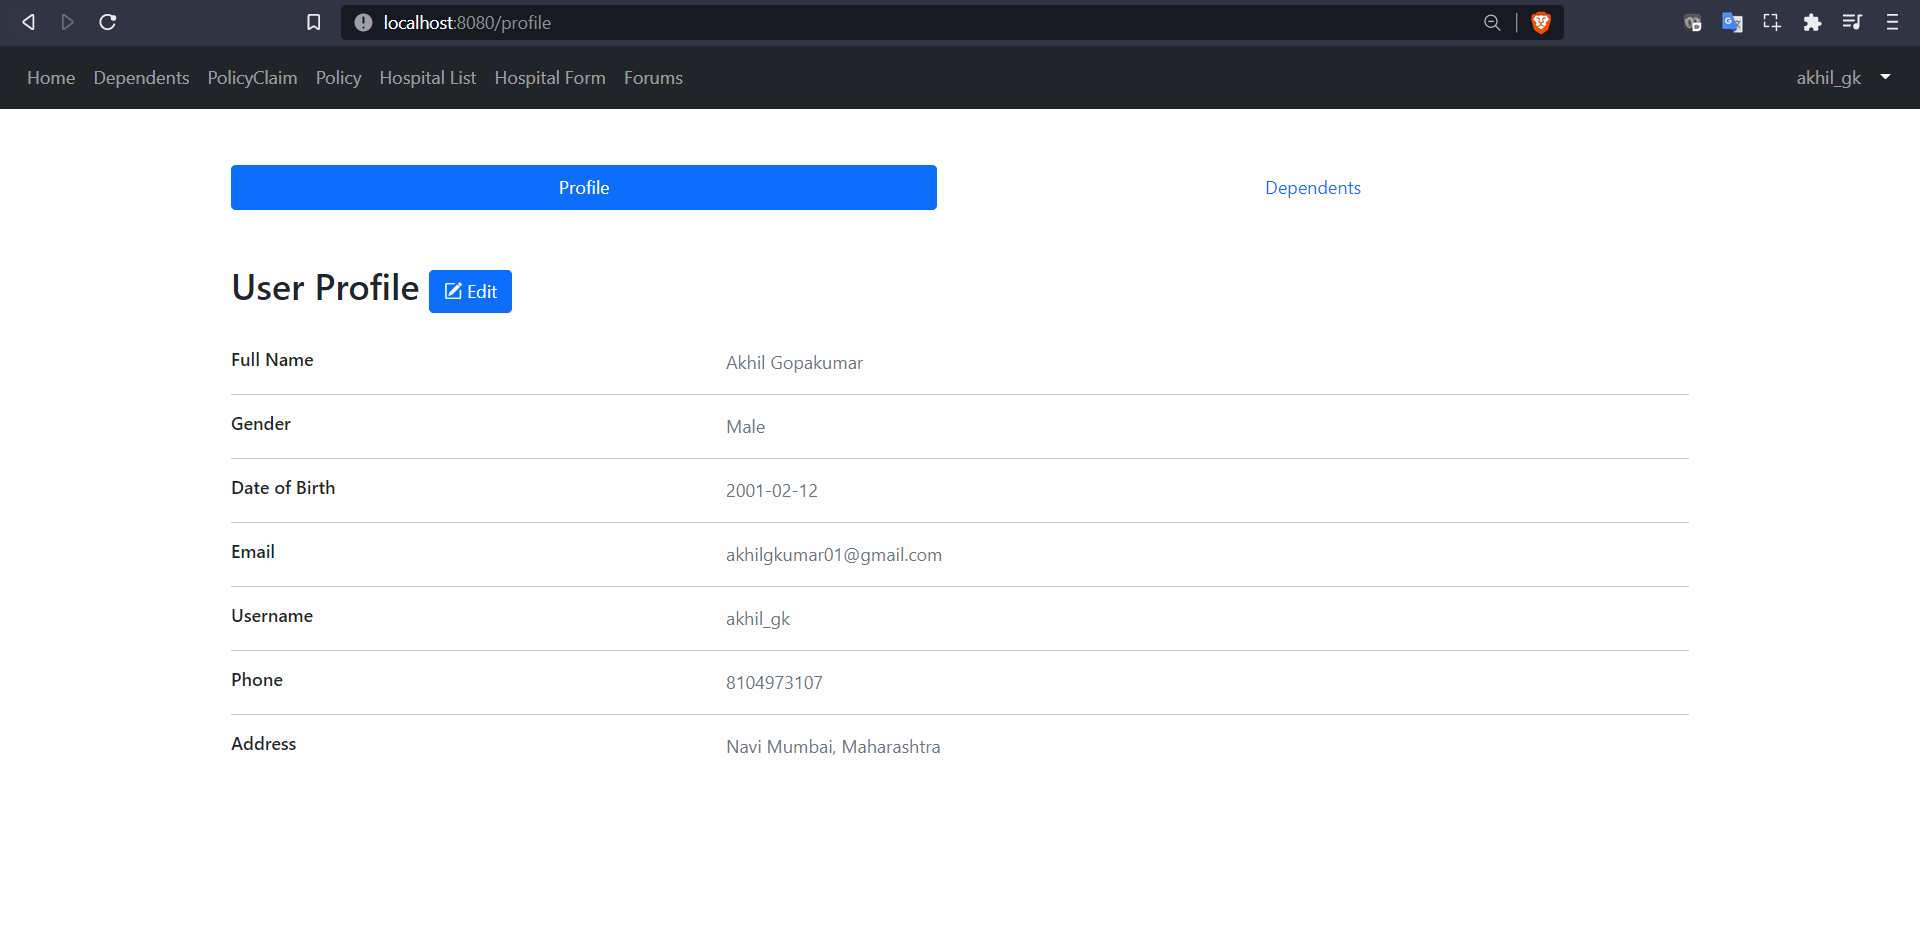 localhost:8080/profile
Home Dependents PolicyClaim Policy Hospital List Hospital Form Forums akhil_gk
Profile Dependents
User Profile Edit
Full Name Akhil Gopakumar
Gender Male
Date of Birth 2001-02-12
Email akhilgkumar01@gmail.com
Username akhil_gk
Phone 8104973107
Address Navi Mumbai, Maharashtra